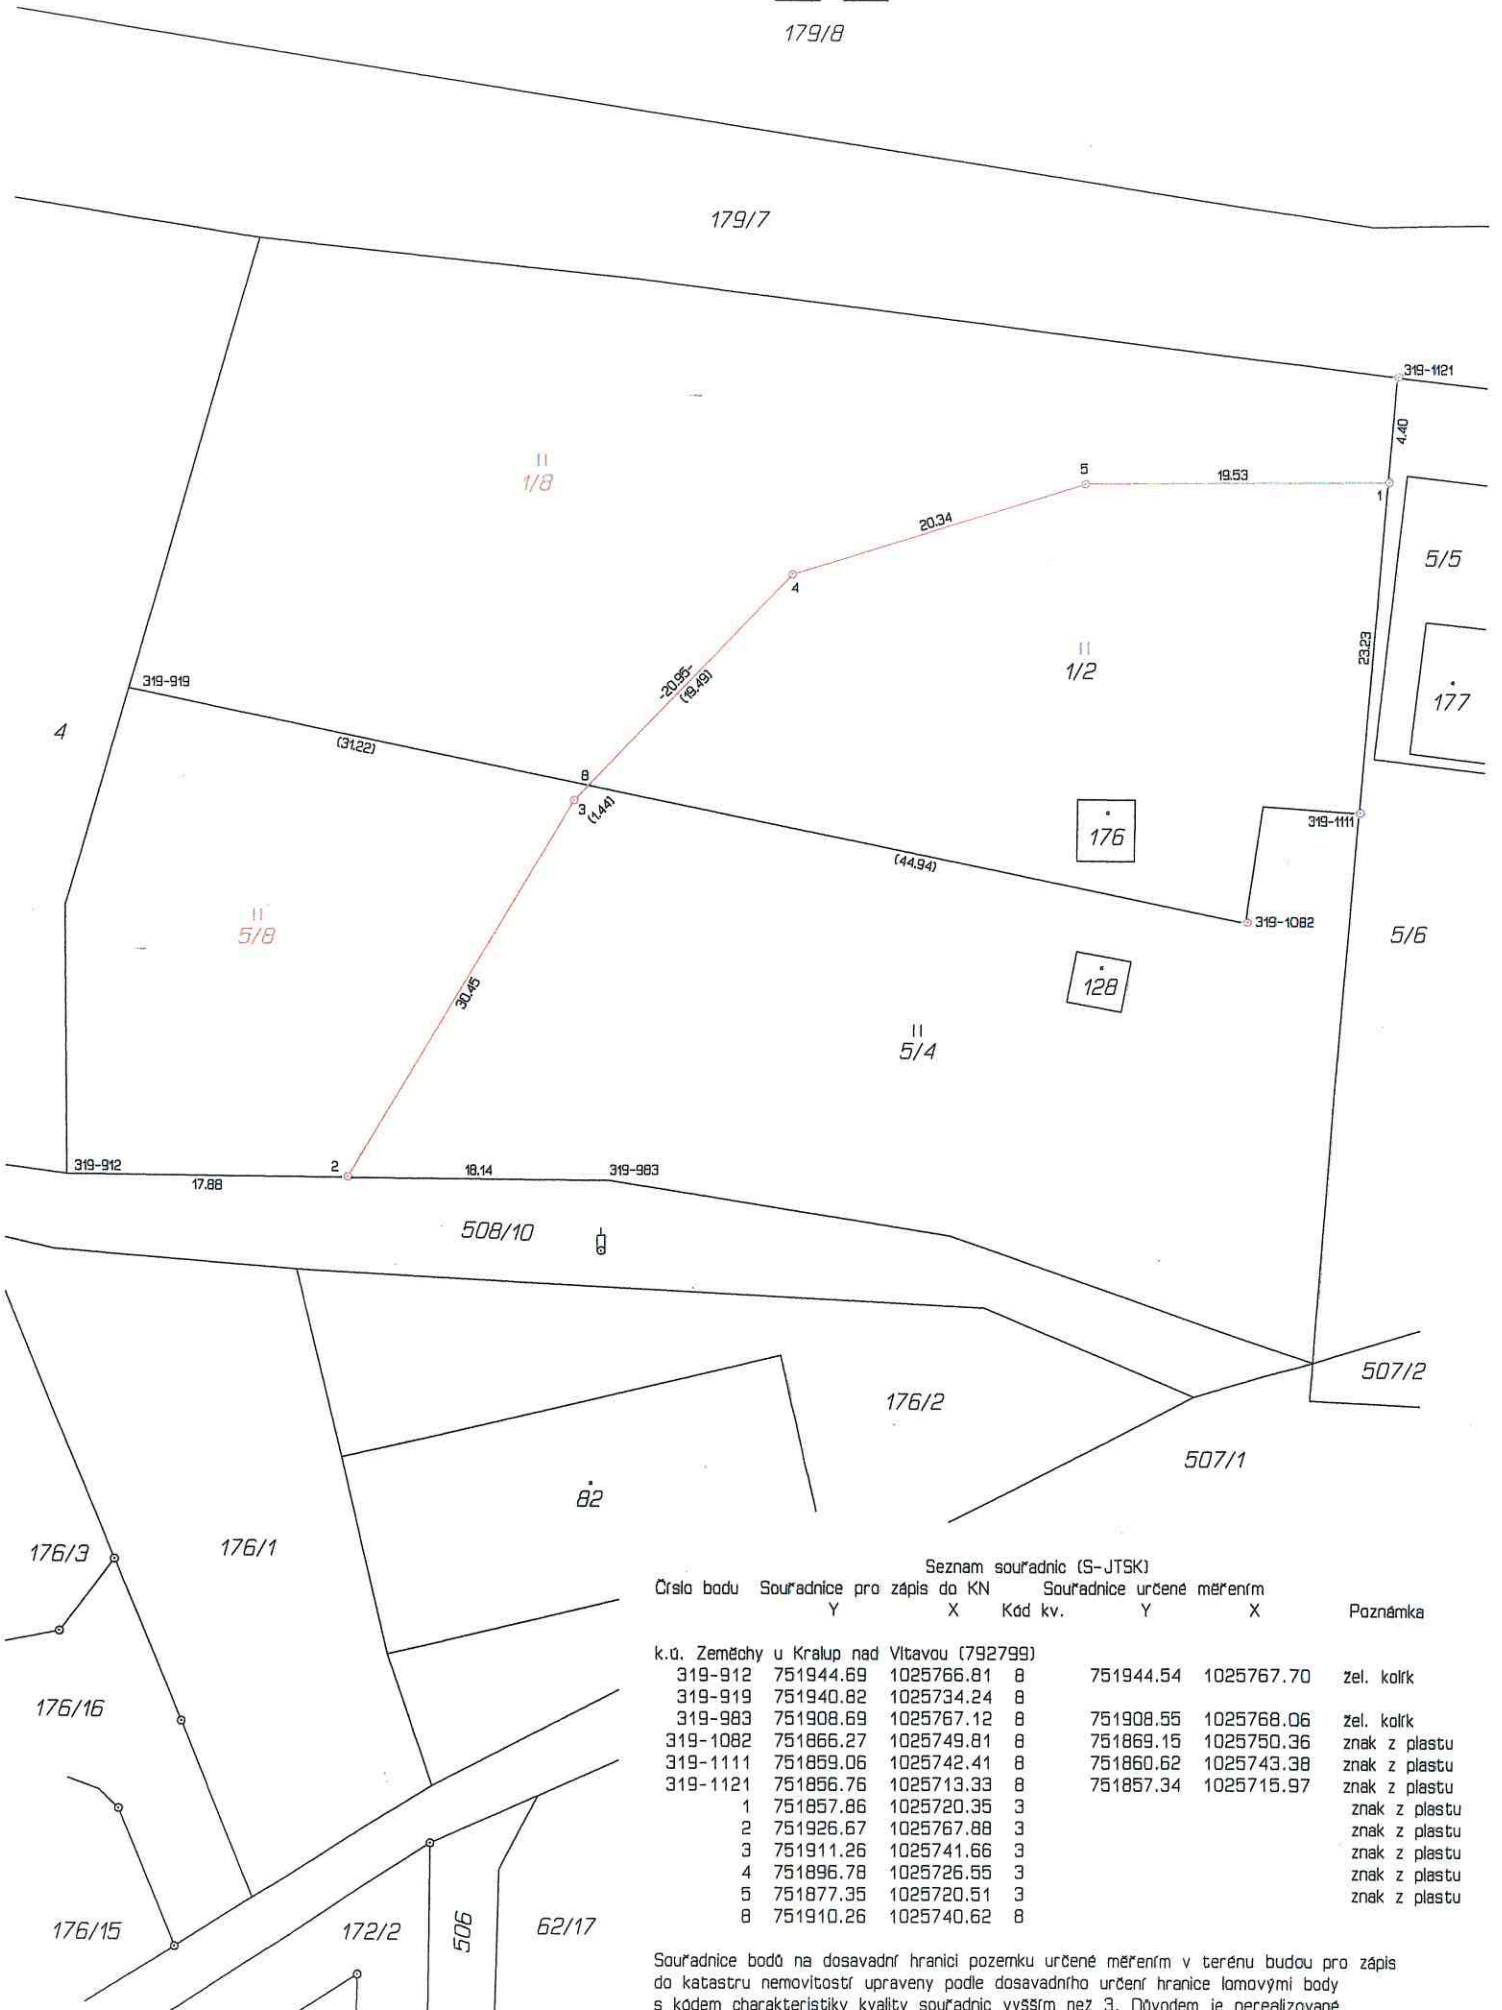 179/8
179/7
319-1121
4.40
II
1/8
5
19.53
1
20.34
5/5
4
II
1/2
23.23
-20.95-
(19.49)
319-919
177
4
(31.22)
8
3
(1.44)
176
319-1111
(44.94)
II
5/8
319-1082
5/6
128
30.45
II
5/4
319-912
2
18.14
319-983
17.88
508/10
507/2
176/2
507/1
82
176/3
176/1
176/16
176/15
172/2
506
62/17
Seznam souřadnic (S-JTSK)
Číslo bodu Souřadnice pro zápis do KN Souřadnice určené měřením
Y X Kód kv. Y X Poznámka
k.ú. Zeměchy u Kralup nad Vltavou (792799)
319-912 751944.69 1025766.81 8 751944.54 1025767.70 žel. kolík
319-919 751940.82 1025734.24 8
319-983 751908.69 1025767.12 8 751908.55 1025768.06 žel. kolík
319-1082 751866.27 1025749.81 8 751869.15 1025750.36 znak z plastu
319-1111 751859.06 1025742.41 8 751860.62 1025743.38 znak z plastu
319-1121 751856.76 1025713.33 8 751857.34 1025715.97 znak z plastu
1 751857.86 1025720.35 3 znak z plastu
2 751926.67 1025767.88 3 znak z plastu
3 751911.26 1025741.66 3 znak z plastu
4 751896.78 1025726.55 3 znak z plastu
5 751877.35 1025720.51 3 znak z plastu
8 751910.26 1025740.62 8
Souřadnice bodů na dosavadní hranici pozemku určené měřením v terénu budou pro zápis
do katastru nemovitostí upraveny podle dosavadního určení hranice lomovými body
s kódem charakteristiky kvality souřadnic vyšším než 3. Důvodem je nerealizované